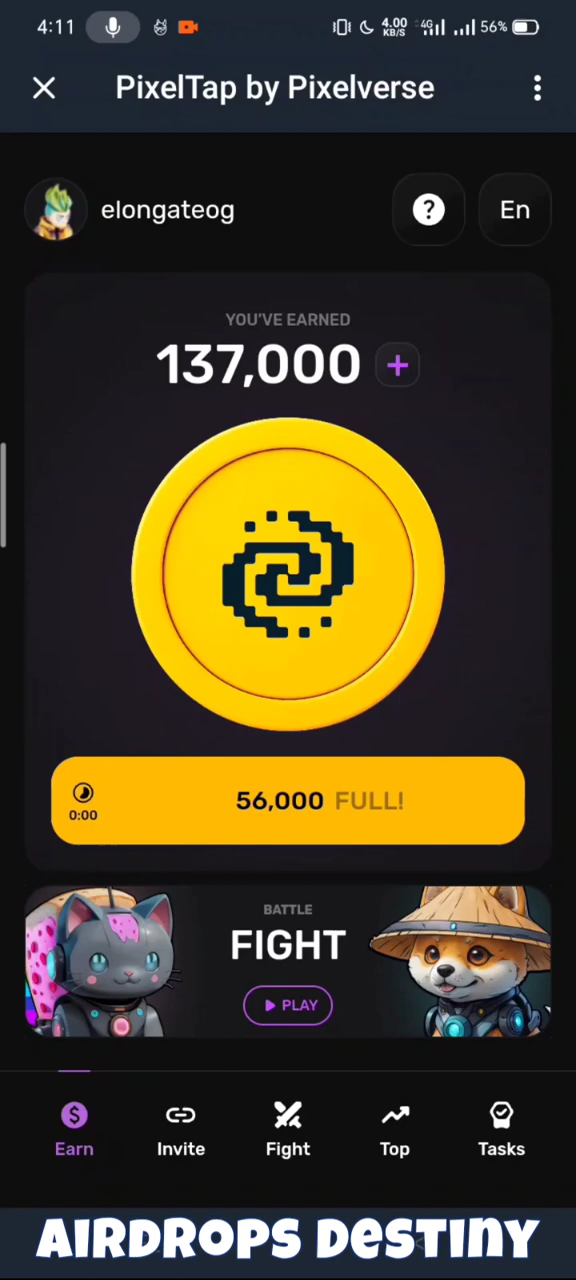 4:11 4.00 KB/S 4G 56%
PixelTap by Pixelverse
elongateog ? En
YOU'VE EARNED
137,000 +
56,000 FULL!
0:00
BATTLE
FIGHT
PLAY
$
Earn Invite Fight Top Tasks
AIRDROPS DESTINY